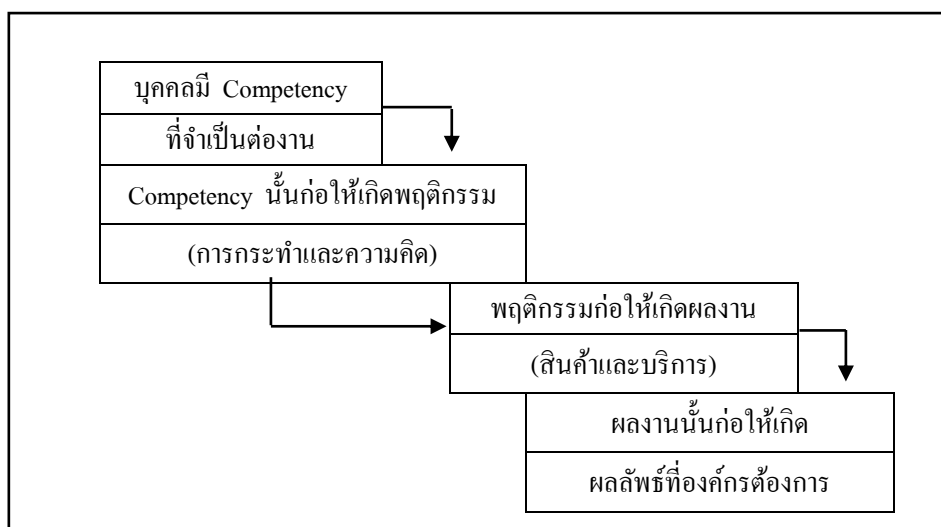 บุคคลมี Competency
ที่จำเป็นต่องาน
Competency นั้นก่อให้เกิดพฤติกรรม
(การกระทำและความคิด)
พฤติกรรมก่อให้เกิดผลงาน
(สินค้าและบริการ)
ผลงานนั้นก่อให้เกิด
ผลลัพธ์ที่องค์กรต้องการ